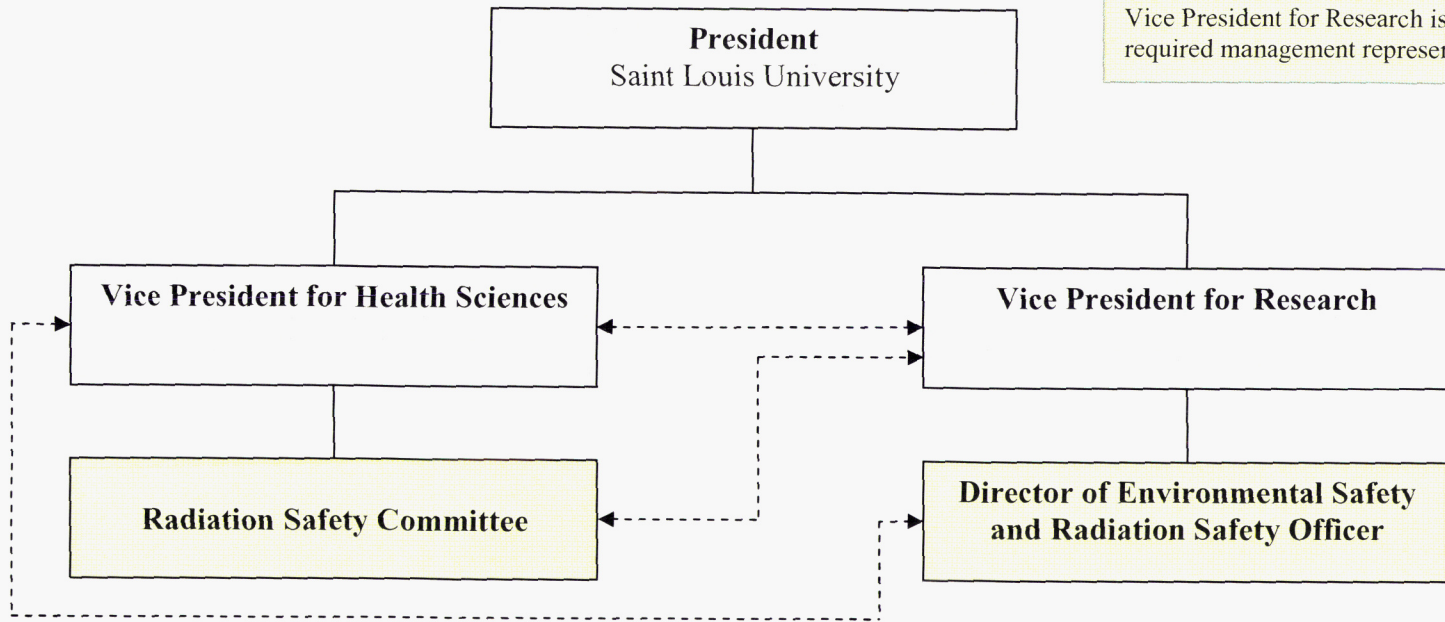 President
Saint Louis University
Vice President for Research is
required management
Vice President for Health Sciences
Vice President for Research
Radiation Safety Committee
Director of Environmental Safety
and Radiation Safety Officer